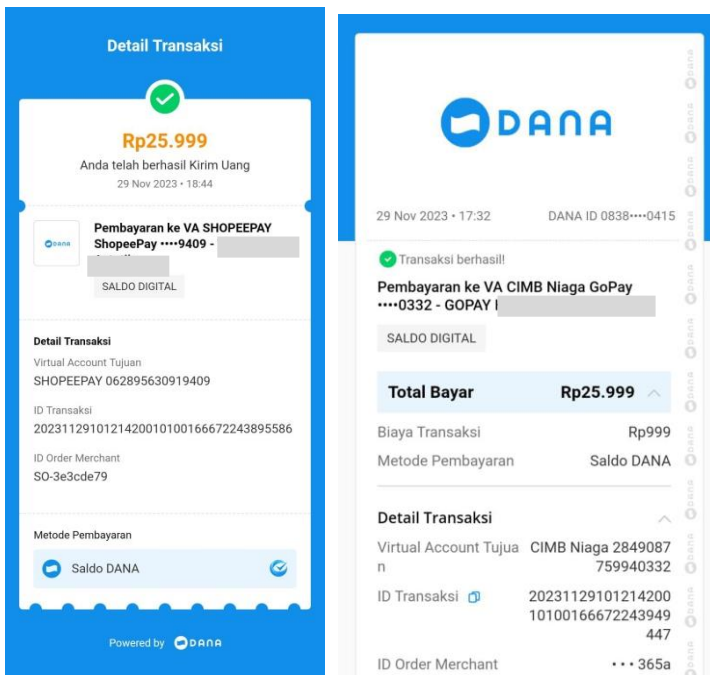 Detail Transaksi
Rp25.999
Anda telah berhasil Kirim Uang
29 Nov 2023 • 18:44
DANA
Pembayaran ke VA SHOPEEPAY
ShopeePay ••••9409 -
SALDO DIGITAL
Detail Transaksi
Virtual Account Tujuan
SHOPEEPAY 062895630919409
ID Transaksi
20231129101214200101001666722438955​86
ID Order Merchant
SO-3e3cde79
Metode Pembayaran
Saldo DANA
Powered by DANA
DANA
29 Nov 2023 • 17:32 DANA ID 0838••••0415
Transaksi berhasil!
Pembayaran ke VA CIMB Niaga GoPay
••••0332 - GOPAY
SALDO DIGITAL
Total Bayar Rp25.999
Biaya Transaksi Rp999
Metode Pembayaran Saldo DANA
Detail Transaksi
Virtual Account Tujua CIMB Niaga 2849087
n 759940332
ID Transaksi 20231129101214200
10100166672243949
447
ID Order Merchant • • • 365a